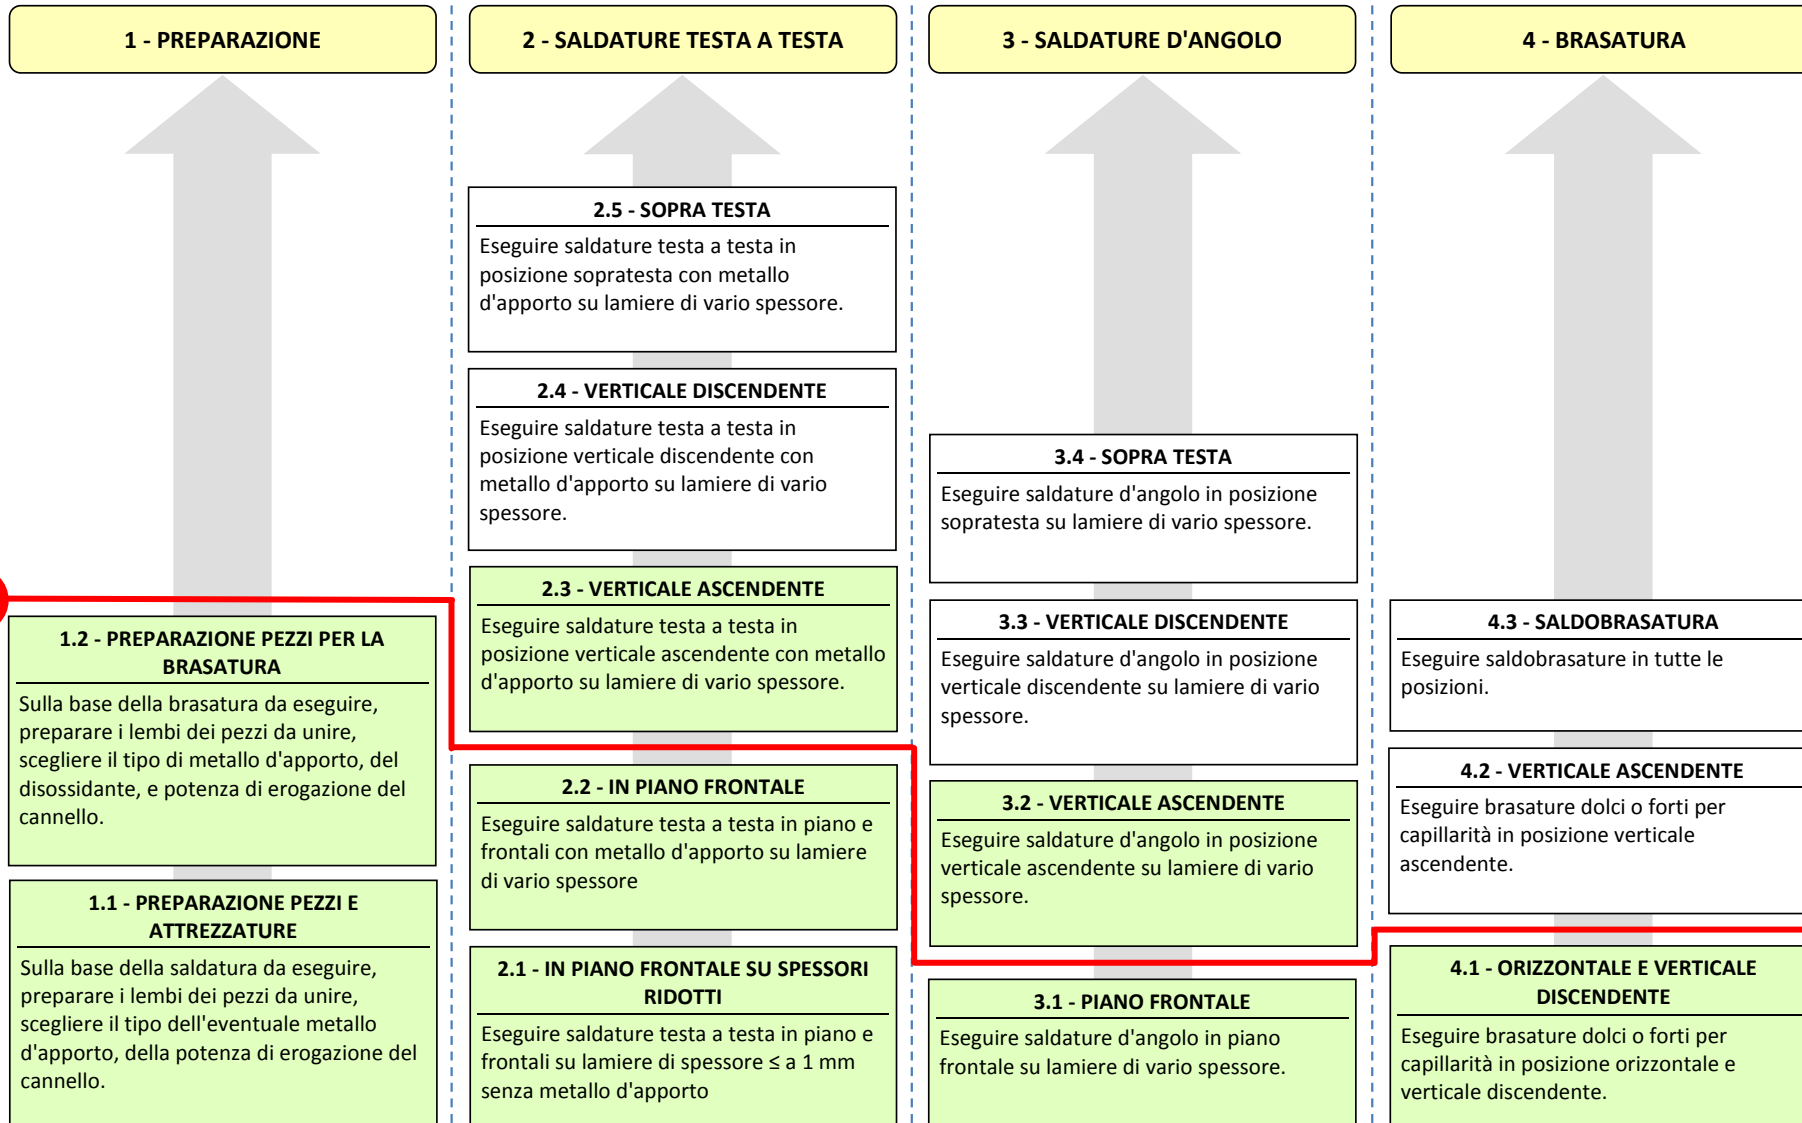 1 - PREPARAZIONE
1.2 - PREPARAZIONE PEZZI PER LA
BRASATURA
Sulla base della brasatura da eseguire,
preparare i lembi dei pezzi da unire,
scegliere il tipo di metallo d'apporto, del
disossidante, e potenza di erogazione del
cannello.
1.1 - PREPARAZIONE PEZZI E
ATTREZZATURE
Sulla base della saldatura da eseguire,
preparare i lembi dei pezzi da unire,
scegliere il tipo dell'eventuale metallo
d'apporto, della potenza di erogazione del
cannello.
2 - SALDATURE TESTA A TESTA
2.5 - SOPRA TESTA
Eseguire saldature testa a testa in
posizione sopratesta con metallo
d'apporto su lamiere di vario spessore.
2.4 - VERTICALE DISCENDENTE
Eseguire saldature testa a testa in
posizione verticale discendente con
metallo d'apporto su lamiere di vario
spessore.
2.3 - VERTICALE ASCENDENTE
Eseguire saldature testa a testa in
posizione verticale ascendente con metallo
d'apporto su lamiere di vario spessore.
2.2 - IN PIANO FRONTALE
Eseguire saldature testa a testa in piano e
frontali con metallo d'apporto su lamiere
di vario spessore
2.1 - IN PIANO FRONTALE SU SPESSORI
RIDOTTI
Eseguire saldature testa a testa in piano e
frontali su lamiere di spessore ≤ a 1 mm
senza metallo d'apporto
3 - SALDATURE D'ANGOLO
3.4 - SOPRA TESTA
Eseguire saldature d'angolo in posizione
sopratesta su lamiere di vario spessore.
3.3 - VERTICALE DISCENDENTE
Eseguire saldature d'angolo in posizione
verticale discendente su lamiere di vario
spessore.
3.2 - VERTICALE ASCENDENTE
Eseguire saldature d'angolo in posizione
verticale ascendente su lamiere di vario
spessore.
3.1 - PIANO FRONTALE
Eseguire saldature d'angolo in piano
frontale su lamiere di vario spessore.
4 - BRASATURA
4.3 - SALDOBRASATURA
Eseguire saldobrasature in tutte le
posizioni.
4.2 - VERTICALE ASCENDENTE
Eseguire brasature dolci o forti per
capillarità in posizione verticale
ascendente.
4.1 - ORIZZONTALE E VERTICALE
DISCENDENTE
Eseguire brasature dolci o forti per
capillarità in posizione orizzontale e
verticale discendente.